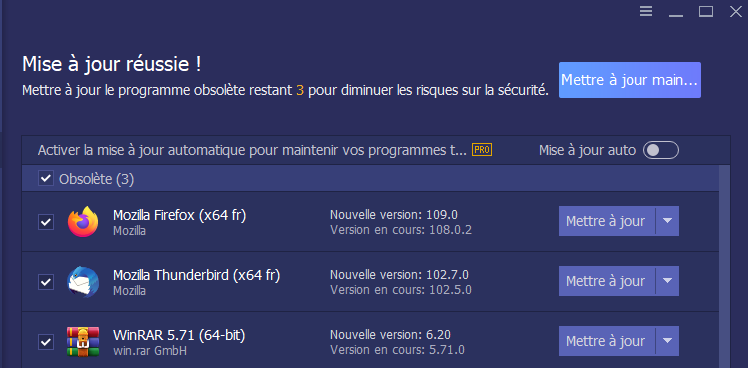 Mise à jour réussie !
Mettre à jour le programme obsolète restant 3 pour diminuer les risques sur la sécurité.
Mettre à jour main...
Activer la mise à jour automatique pour maintenir vos programmes t... PRO
Mise à jour auto
Obsolète (3)
Mozilla Firefox (x64 fr)
Mozilla
Nouvelle version: 109.0
Version en cours: 108.0.2
Mettre à jour
Mozilla Thunderbird (x64 fr)
Mozilla
Nouvelle version: 102.7.0
Version en cours: 102.5.0
Mettre à jour
WinRAR 5.71 (64-bit)
win.rar GmbH
Nouvelle version: 6.20
Version en cours: 5.71.0
Mettre à jour